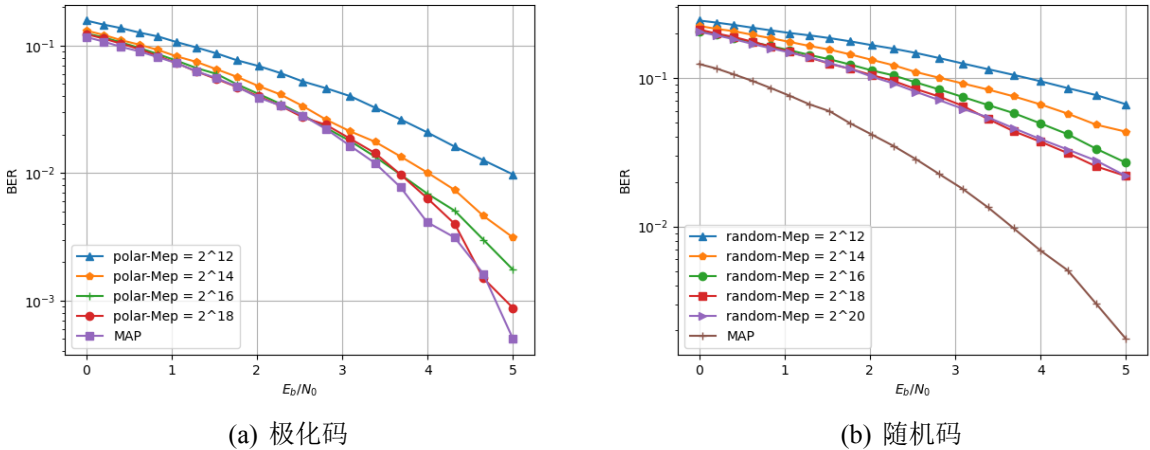 10^{-1}
10^{-2}
10^{-3}
BER
polar-Mep = 2^12
polar-Mep = 2^14
polar-Mep = 2^16
polar-Mep = 2^18
MAP
0 1 2 3 4 5
E_b/N_0
(a) 极化码
10^{-1}
10^{-2}
BER
random-Mep = 2^12
random-Mep = 2^14
random-Mep = 2^16
random-Mep = 2^18
random-Mep = 2^20
MAP
0 1 2 3 4 5
E_b/N_0
(b) 随机码